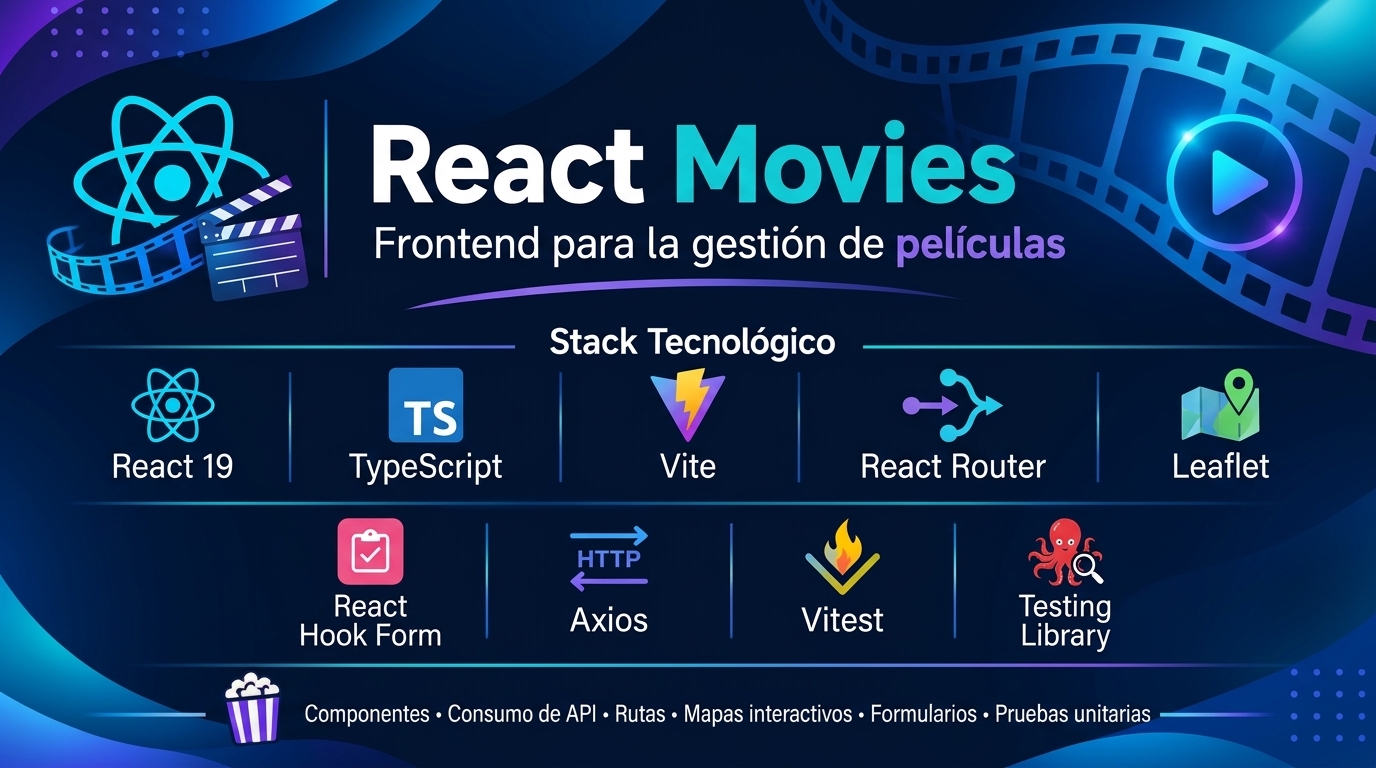 React Movies
Frontend para la gestión de películas
Stack Tecnológico
React 19
TS
TypeScript
Vite
React Router
Leaflet
React
Hook Form
HTTP
Axios
Vitest
Testing
Library
Componentes • Consumo de API • Rutas • Mapas interactivos • Formularios • Pruebas unitarias